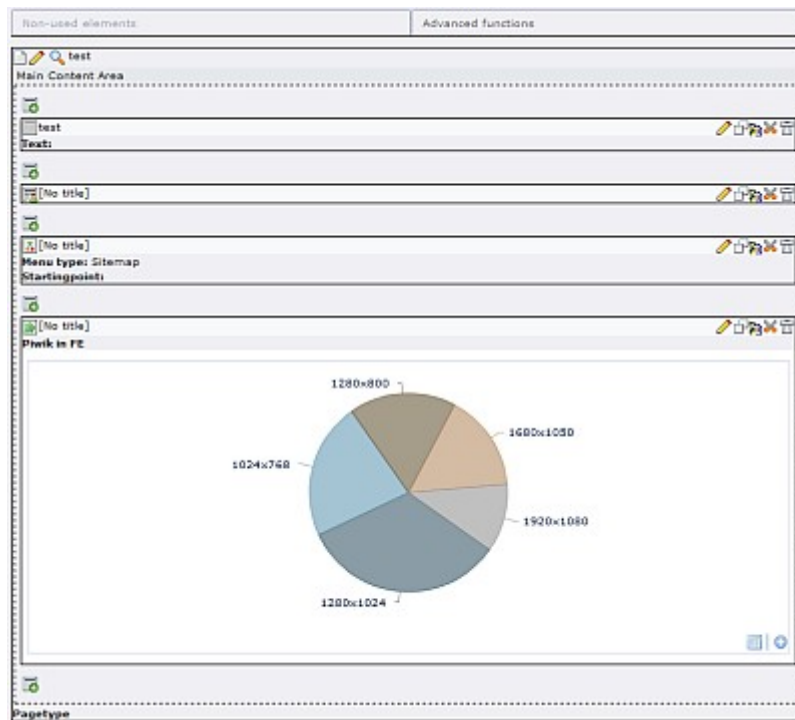 Non-used elements
Advanced functions
test
Main Content Area
test
Text:
[No title]
[No title]
Menu type: Sitemap
Startingpoint:
[No title]
Piwik in FE
1280x800
1680x1050
1024x768
1920x1080
1280x1024
Pagetype